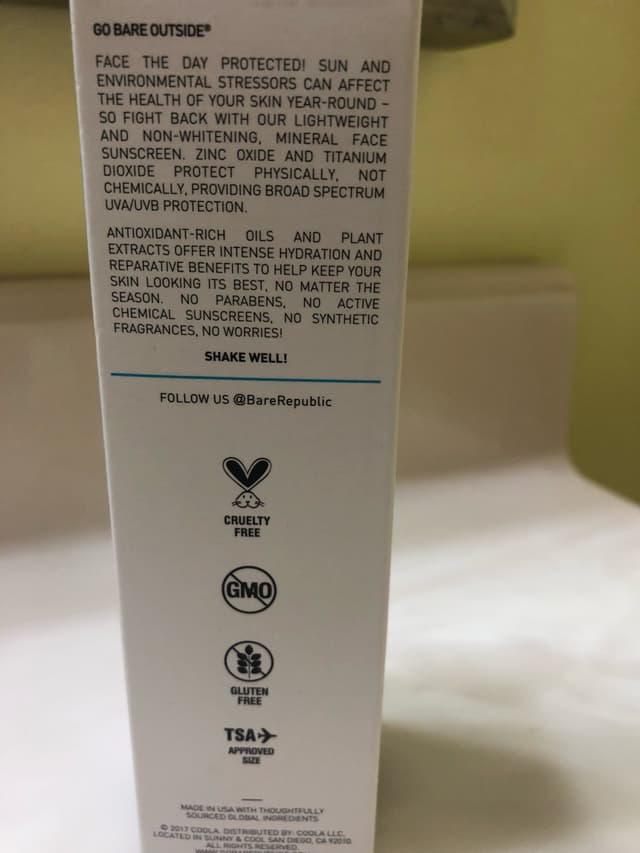 GO BARE OUTSIDE®
FACE THE DAY PROTECTED! SUN AND
ENVIRONMENTAL STRESSORS CAN AFFECT
THE HEALTH OF YOUR SKIN YEAR-ROUND –
SO FIGHT BACK WITH OUR LIGHTWEIGHT
AND NON-WHITENING, MINERAL FACE
SUNSCREEN. ZINC OXIDE AND TITANIUM
DIOXIDE PROTECT PHYSICALLY, NOT
CHEMICALLY, PROVIDING BROAD SPECTRUM
UVA/UVB PROTECTION.
ANTIOXIDANT-RICH OILS AND PLANT
EXTRACTS OFFER INTENSE HYDRATION AND
REPARATIVE BENEFITS TO HELP KEEP YOUR
SKIN LOOKING ITS BEST, NO MATTER THE
SEASON. NO PARABENS, NO ACTIVE
CHEMICAL SUNSCREENS, NO SYNTHETIC
FRAGRANCES, NO WORRIES!
SHAKE WELL!
FOLLOW US @BareRepublic
CRUELTY
FREE
GMO
GLUTEN
FREE
TSA
APPROVED
SIZE
MADE IN USA WITH THOUGHTFULLY
SOURCED GLOBAL INGREDIENTS
© 2017 COOLA. DISTRIBUTED BY: COOLA LLC.
LOCATED IN SUNNY & COOL SAN DIEGO, CA 92010.
ALL RIGHTS RESERVED.